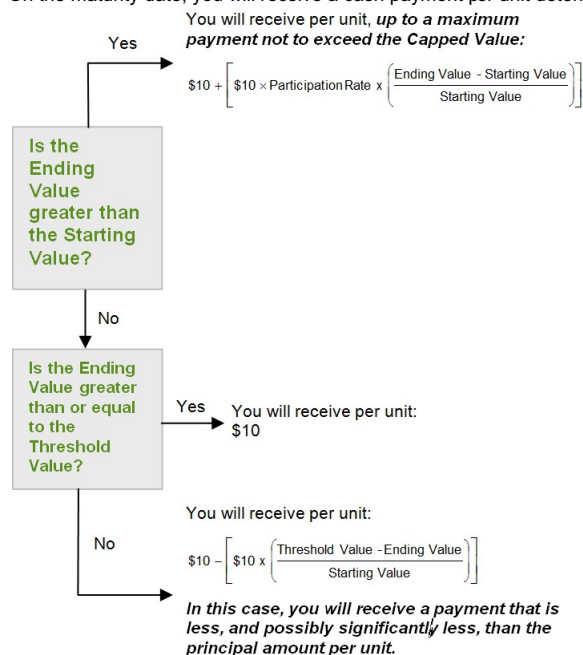 You will receive per unit, up to a maximum
payment not to exceed the Capped Value:
Yes
$10 + [ $10 × Participation Rate x ( Ending Value - Starting Value / Starting Value ) ]
Is the
Ending
Value
greater than
the Starting
Value?
No
Is the Ending
Value greater
than or equal
to the
Threshold
Value?
Yes
You will receive per unit:
$10
No
You will receive per unit:
$10 – [ $10 x ( Threshold Value - Ending Value / Starting Value ) ]
In this case, you will receive a payment that is
less, and possibly significantly less, than the
principal amount per unit.